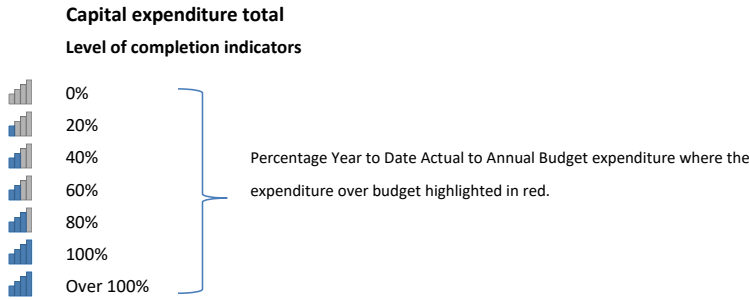 Capital expenditure total
Level of completion indicators
0%
20%
40%
60%
80%
100%
Over 100%
Percentage Year to Date Actual to Annual Budget expenditure where the
expenditure over budget highlighted in red.